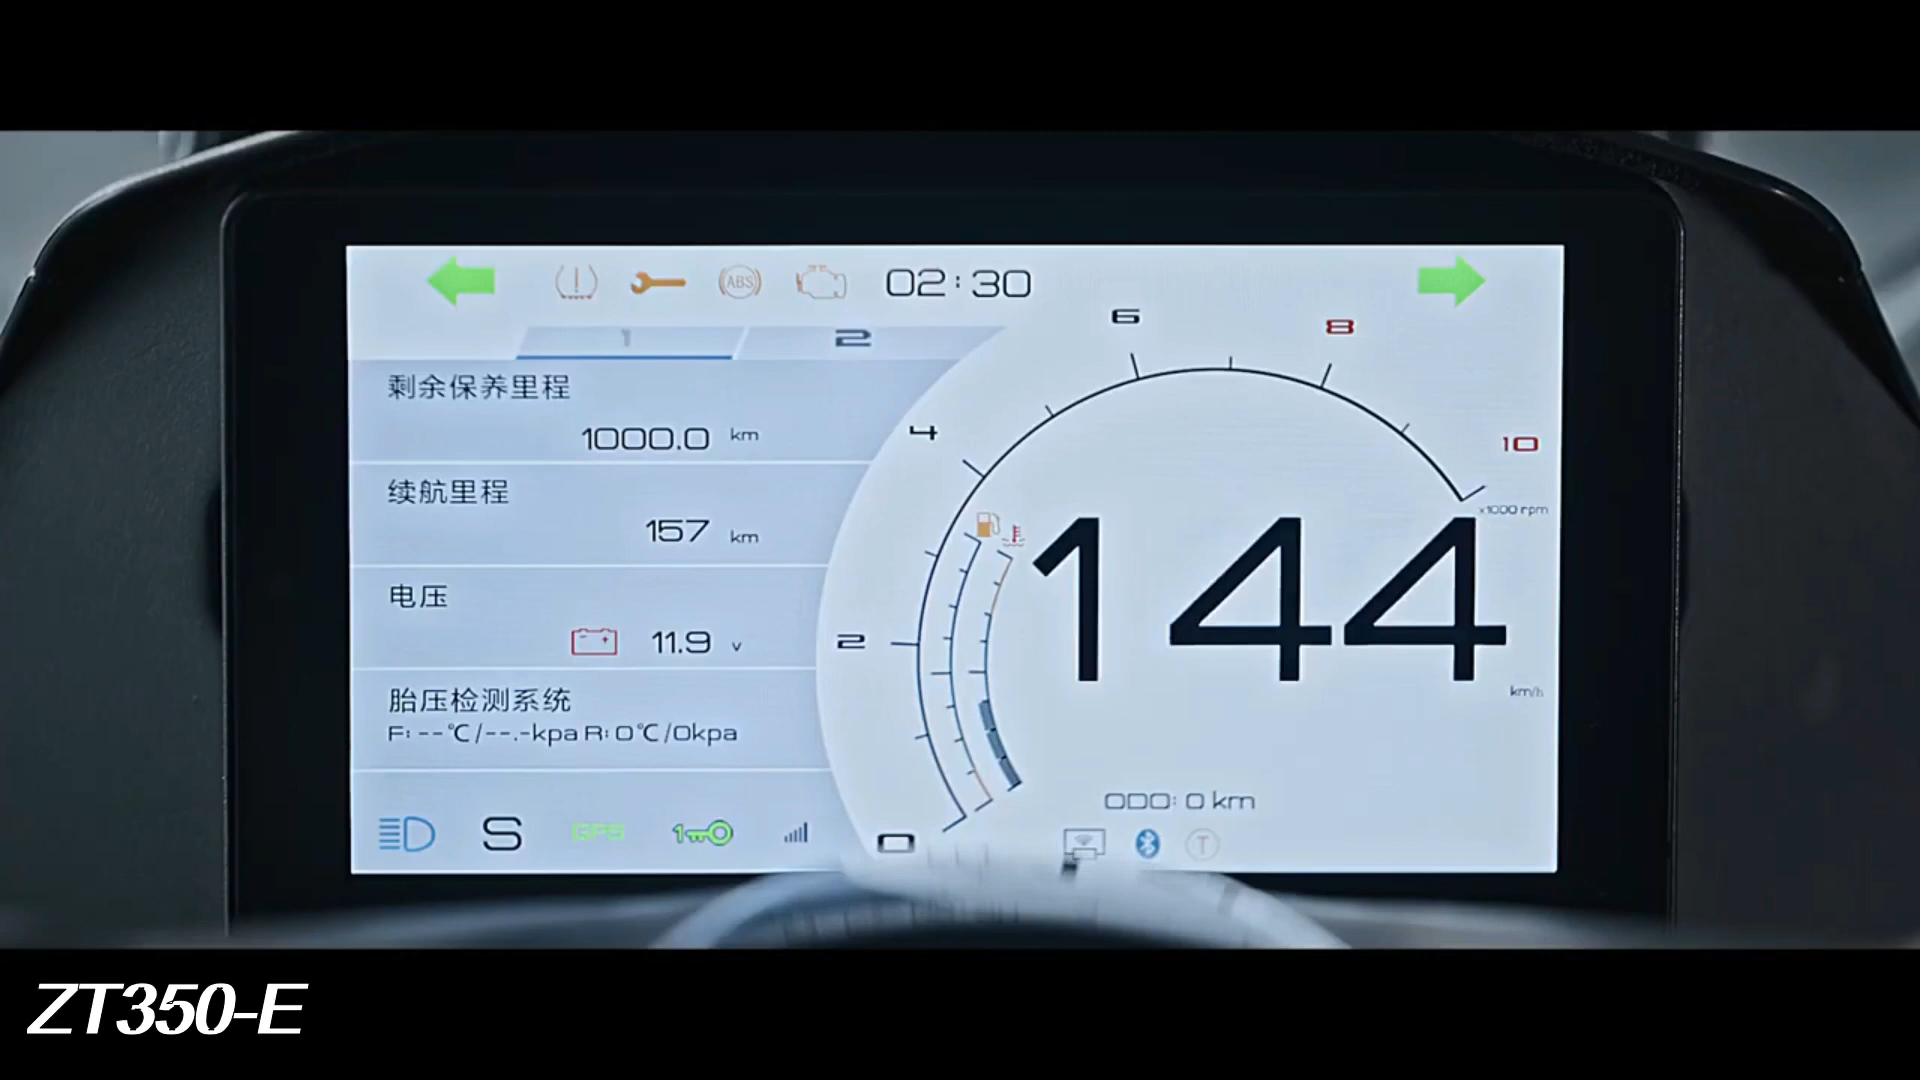 ABS
02:30
1
2
剩余保养里程
1000.0 km
续航里程
157 km
电压
11.9 v
胎压检测系统
F: --℃/--.-kpa R: 0℃/0kpa
S GPS 1
0
2
4
6
8
10
x1000 rpm
144
km/h
ODO: 0 km
T
ZT350-E